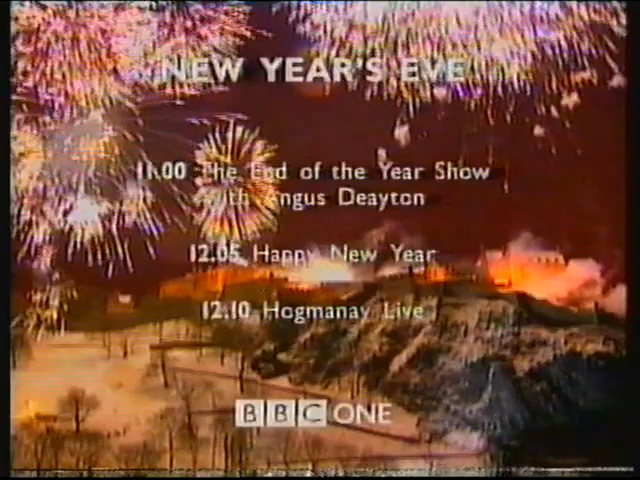 NEW YEAR'S EVE
11.00 The End of the Year Show
with Angus Deayton
12.05 Happy New Year
12.10 Hogmanay Live
BBC ONE